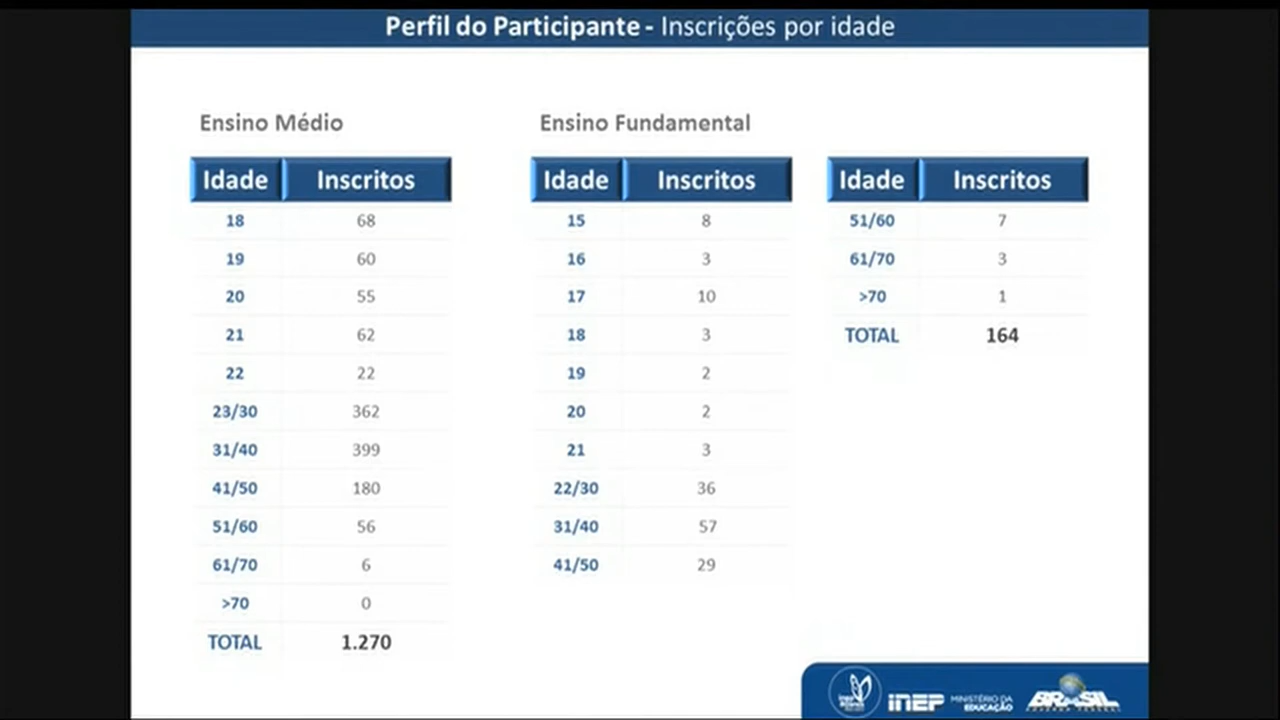 Perfil do Participante - Inscrições por idade
Ensino Médio
Idade Inscritos
18 68
19 60
20 55
21 62
22 22
23/30 362
31/40 399
41/50 180
51/60 56
61/70 6
>70 0
TOTAL 1.270
Ensino Fundamental
Idade Inscritos
15 8
16 3
17 10
18 3
19 2
20 2
21 3
22/30 36
31/40 57
41/50 29
Idade Inscritos
51/60 7
61/70 3
>70 1
TOTAL 164
inep
MINISTÉRIO DA
EDUCAÇÃO
BRASIL
GOVERNO FEDERAL